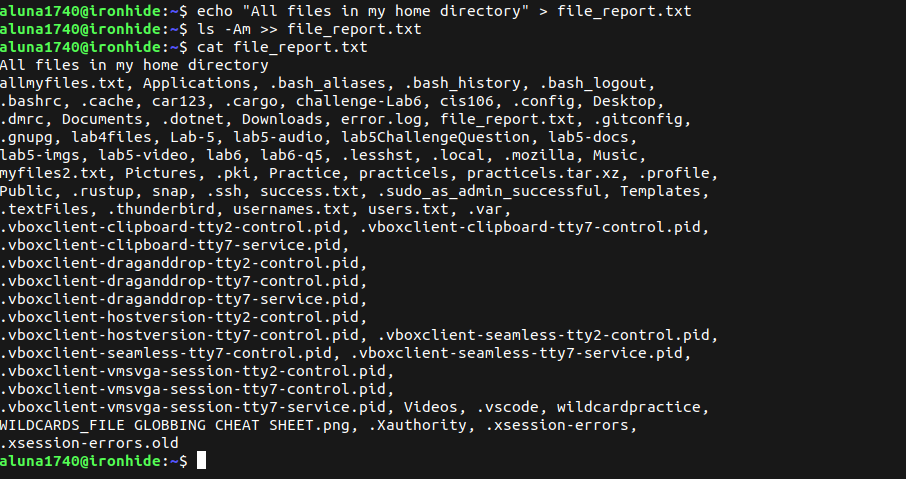 aluna1740@ironhide:~$ echo "All files in my home directory" > file_report.txt
aluna1740@ironhide:~$ ls -Am >> file_report.txt
aluna1740@ironhide:~$ cat file_report.txt
All files in my home directory
allmyfiles.txt, Applications, .bash_aliases, .bash_history, .bash_logout,
.bashrc, .cache, car123, .cargo, challenge-Lab6, cis106, .config, Desktop,
.dmrc, Documents, .dotnet, Downloads, error.log, file_report.txt, .gitconfig,
.gnupg, lab4files, Lab-5, lab5-audio, lab5ChallengeQuestion, lab5-docs,
lab5-imgs, lab5-video, lab6, lab6-q5, .lesshst, .local, .mozilla, Music,
myfiles2.txt, Pictures, .pki, Practice, practicels, practicels.tar.xz, .profile,
Public, .rustup, snap, .ssh, success.txt, .sudo_as_admin_successful, Templates,
.textFiles, .thunderbird, usernames.txt, users.txt, .var,
.vboxclient-clipboard-tty2-control.pid, .vboxclient-clipboard-tty7-control.pid,
.vboxclient-clipboard-tty7-service.pid,
.vboxclient-draganddrop-tty2-control.pid,
.vboxclient-draganddrop-tty7-control.pid,
.vboxclient-draganddrop-tty7-service.pid,
.vboxclient-hostversion-tty2-control.pid,
.vboxclient-hostversion-tty7-control.pid, .vboxclient-seamless-tty2-control.pid,
.vboxclient-seamless-tty7-control.pid, .vboxclient-seamless-tty7-service.pid,
.vboxclient-vmsvga-session-tty2-control.pid,
.vboxclient-vmsvga-session-tty7-control.pid,
.vboxclient-vmsvga-session-tty7-service.pid, Videos, .vscode, wildcardpractice,
WILDCARDS_FILE GLOBBING CHEAT SHEET.png, .Xauthority, .xsession-errors,
.xsession-errors.old
aluna1740@ironhide:~$